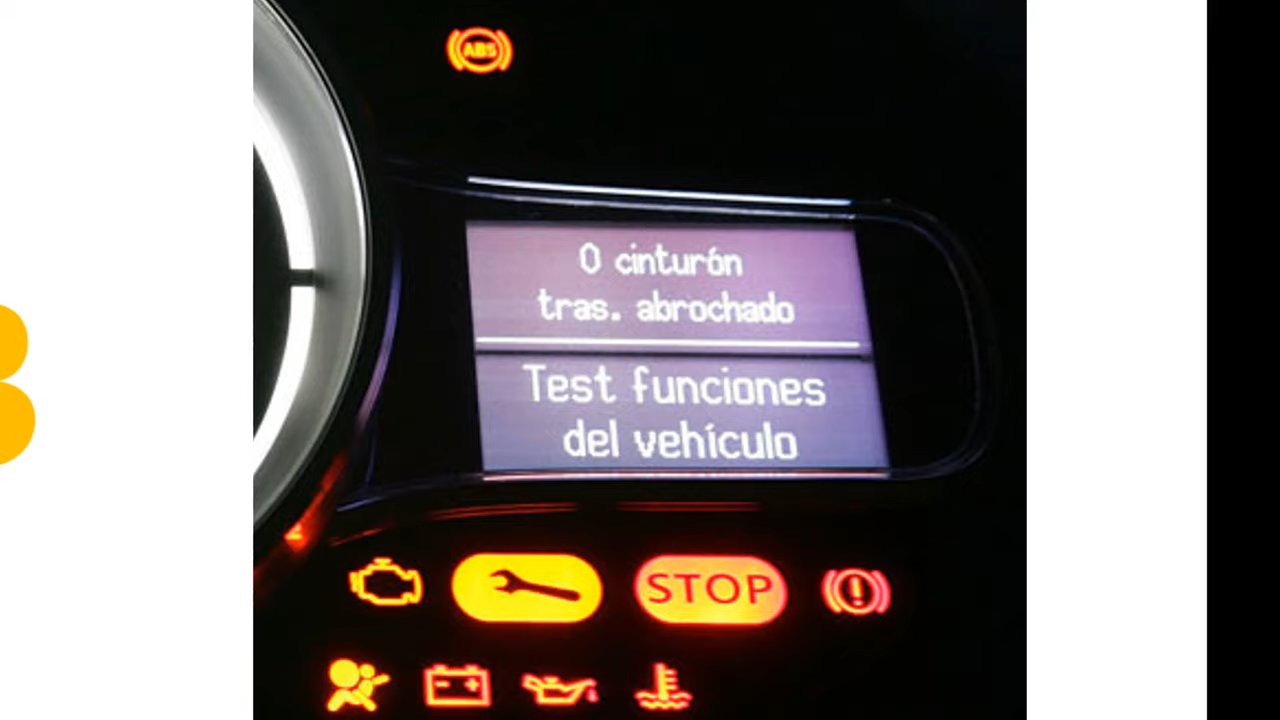 ABS
0 cinturón
tras. abrochado
Test funciones
del vehículo
STOP